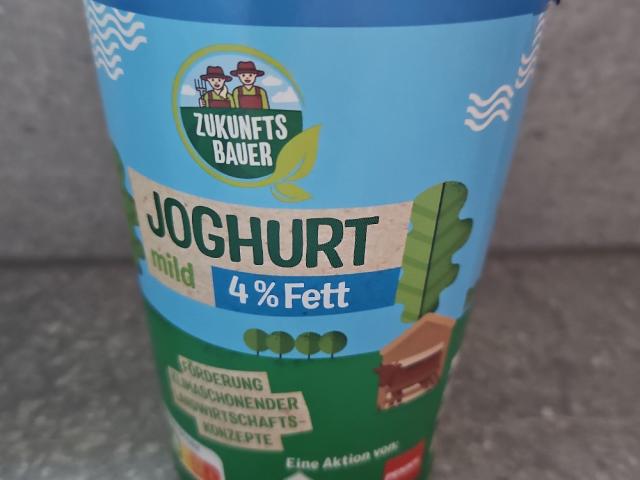 ZUKUNFTS
BAUER
JOGHURT
mild
4 % Fett
FÖRDERUNG
KLIMASCHONENDER
LANDWIRTSCHAFTS-
KONZEPTE
Eine Aktion von: